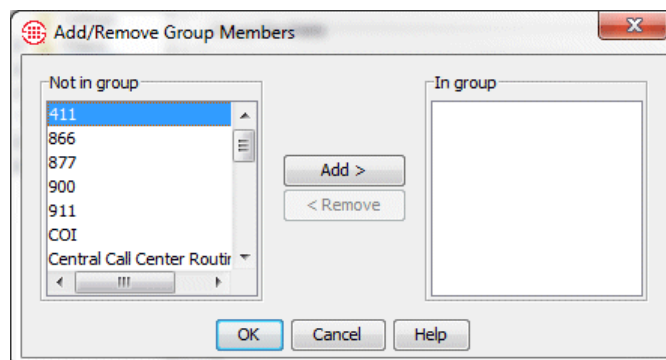 Add/Remove Group Members
Not in group
411
866
877
900
911
COI
Central Call Center Routin
Add >
< Remove
In group
OK
Cancel
Help